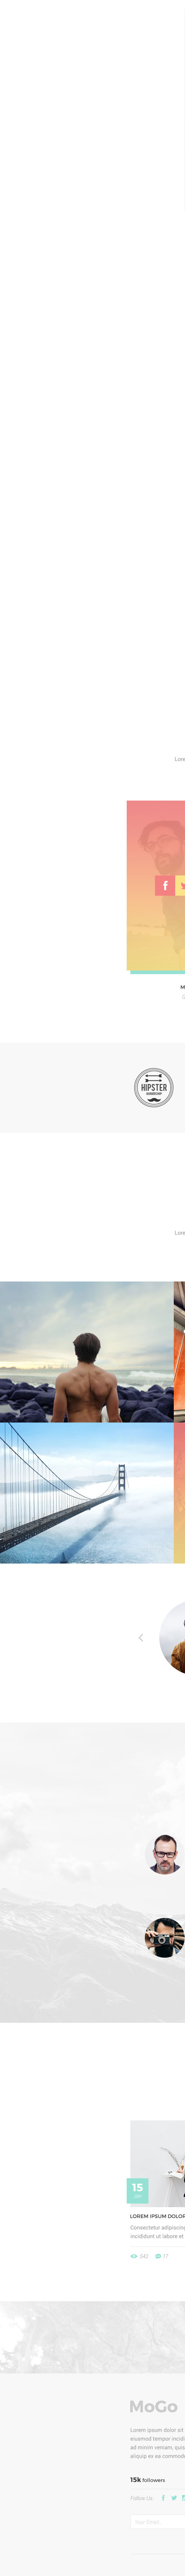 Lore
M
G
HIPSTER
Lore
15
LOREM IPSUM DOLOR
Consectetur adipiscing
incididunt ut labore et
542 17
MoGo
Lorem ipsum dolor sit
eiusmod tempor incidi
ad minim veniam, quis
aliquip ex ea commodo
15k followers
Follow Us:
Your Email...